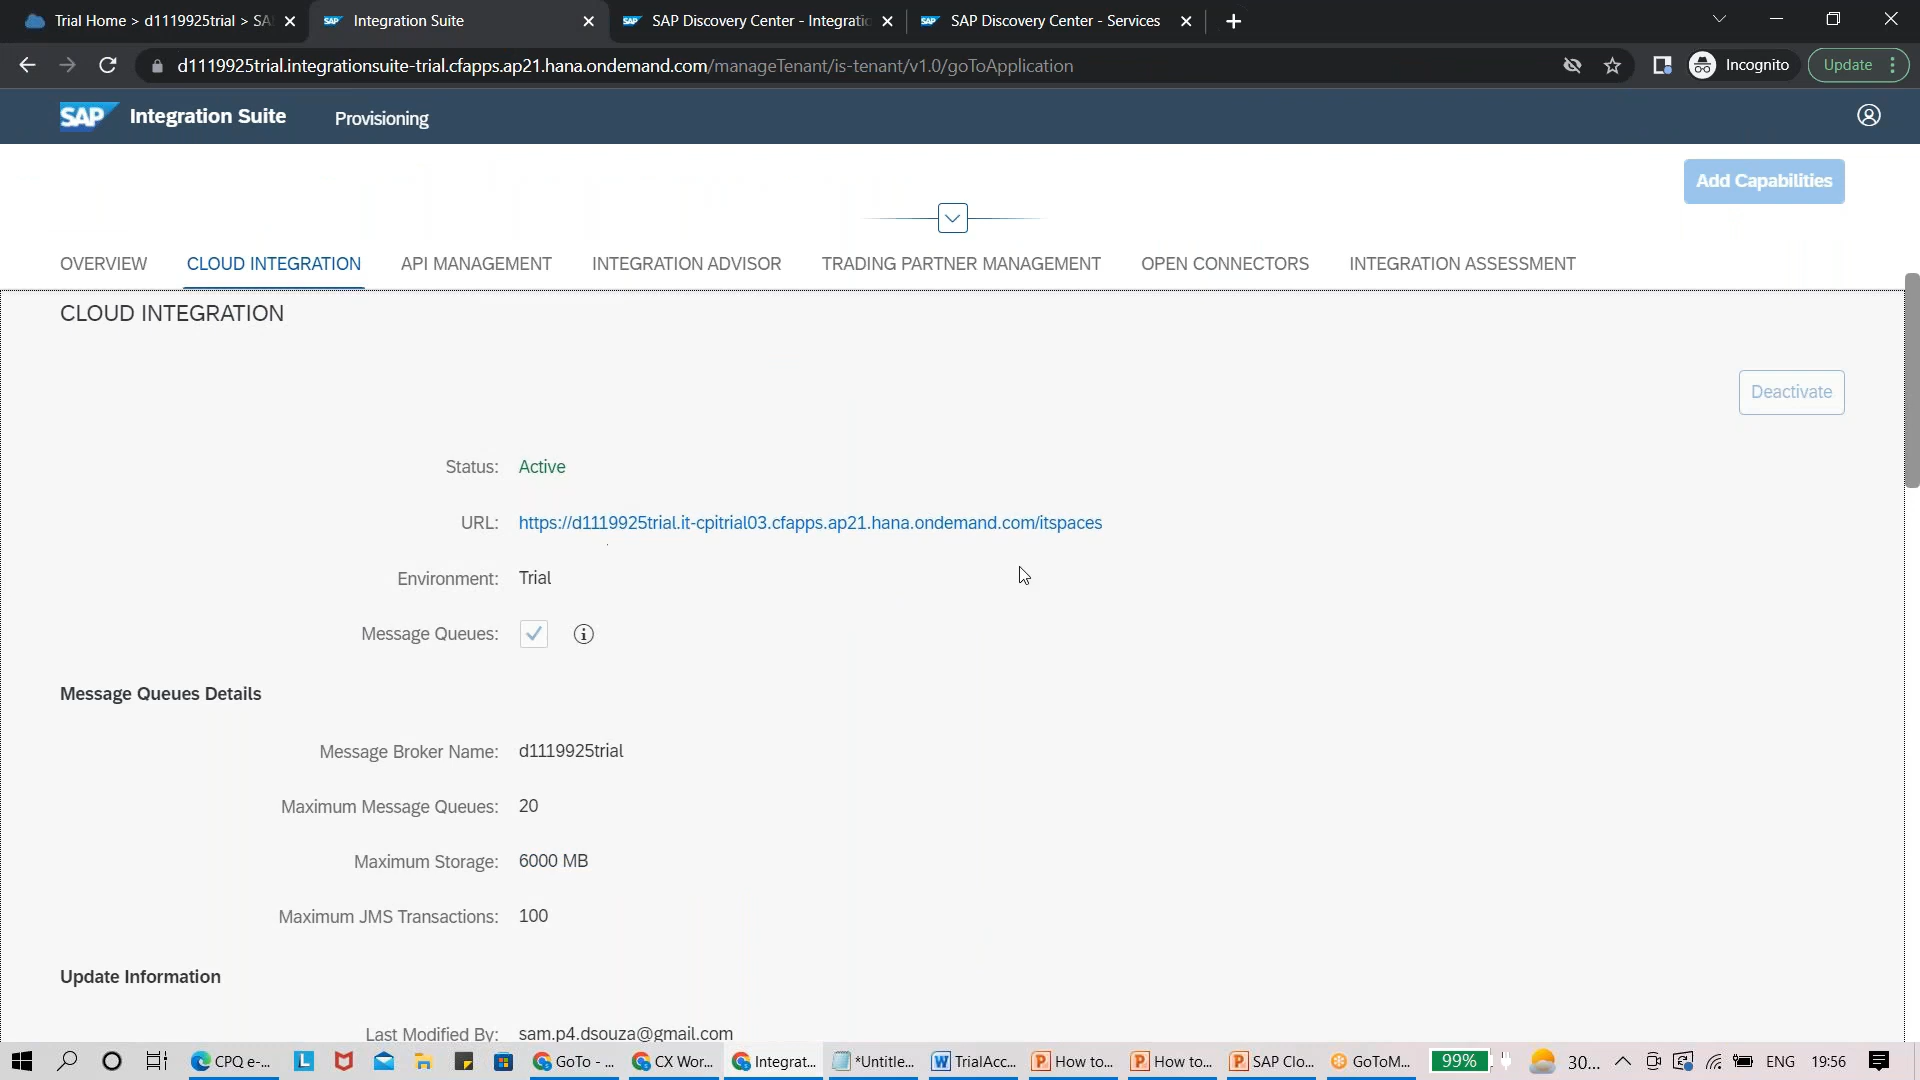 Trial Home > d1119925trial > SA
Integration Suite
SAP Discovery Center - Integratio
SAP Discovery Center - Services
d1119925trial.integrationsuite-trial.cfapps.ap21.hana.ondemand.com/manageTenant/is-tenant/v1.0/goToApplication
Incognito
Update
SAP Integration Suite Provisioning
Add Capabilities
OVERVIEW CLOUD INTEGRATION API MANAGEMENT INTEGRATION ADVISOR TRADING PARTNER MANAGEMENT OPEN CONNECTORS INTEGRATION ASSESSMENT
CLOUD INTEGRATION
Deactivate
Status: Active
URL: https://d1119925trial.it-cpitrial03.cfapps.ap21.hana.ondemand.com/itspaces
Environment: Trial
Message Queues:
Message Queues Details
Message Broker Name: d1119925trial
Maximum Message Queues: 20
Maximum Storage: 6000 MB
Maximum JMS Transactions: 100
Update Information
Last Modified By: sam.p4.dsouza@gmail.com
CPQ e-... L GoTo - ... CX Wor... Integrat... *Untitle... TrialAcc... How to... How to... SAP Clo... GoToM... 99% 30... ENG 19:56